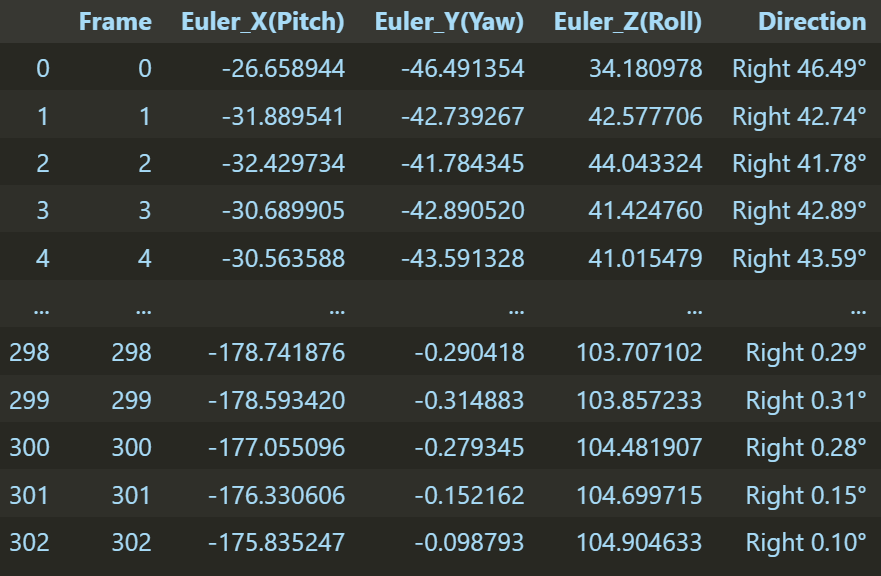 Frame Euler_X(Pitch) Euler_Y(Yaw) Euler_Z(Roll) Direction
0 0 -26.658944 -46.491354 34.180978 Right 46.49°
1 1 -31.889541 -42.739267 42.577706 Right 42.74°
2 2 -32.429734 -41.784345 44.043324 Right 41.78°
3 3 -30.689905 -42.890520 41.424760 Right 42.89°
4 4 -30.563588 -43.591328 41.015479 Right 43.59°
... ... ... ... ... ...
298 298 -178.741876 -0.290418 103.707102 Right 0.29°
299 299 -178.593420 -0.314883 103.857233 Right 0.31°
300 300 -177.055096 -0.279345 104.481907 Right 0.28°
301 301 -176.330606 -0.152162 104.699715 Right 0.15°
302 302 -175.835247 -0.098793 104.904633 Right 0.10°